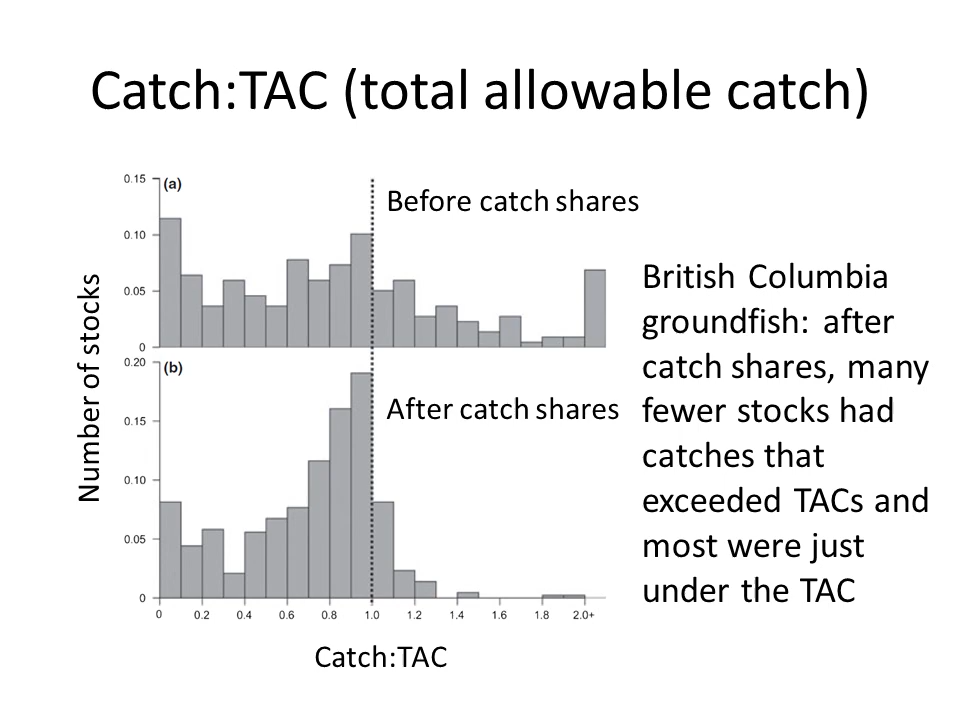 Catch:TAC (total allowable catch)
0.15
(a)
Before catch shares
0.10
0.05
0
Number of stocks
0.20
(b)
After catch shares
0.15
0.10
0.05
0
0 0.2 0.4 0.6 0.8 1.0 1.2 1.4 1.6 1.8 2.0+
Catch:TAC
British Columbia
groundfish: after
catch shares, many
fewer stocks had
catches that
exceeded TACs and
most were just
under the TAC